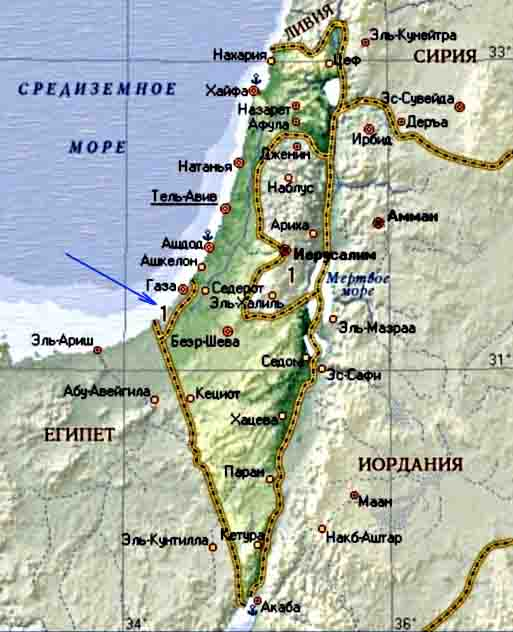 ЛИВИЯ
Эль-Кунейтра
Нахария
Цеф
СИРИЯ
33°
СРЕДИЗЕМНОЕ
МОРЕ
Хайфа
Эс-Сувейда
Назарет
Афула
Деръа
Ирбид
Дженин
Натанья
Наблус
Тель-Авив
Амман
Ариха
Ашдод
Иерусалим
Ашкелон
1
Мертвое
море
Газа
Седерот
Эль-Халиль
1
Эль-Мазраа
Беэр-Шева
Эль-Ариш
Седом
31°
Эс-Сафи
Абу-Авейгила
Кециот
Хацева
ЕГИПЕТ
ИОРДАНИЯ
Паран
Маан
Эль-Кунтилла
Кетура
Накб-Аштар
Акаба
34°
36°